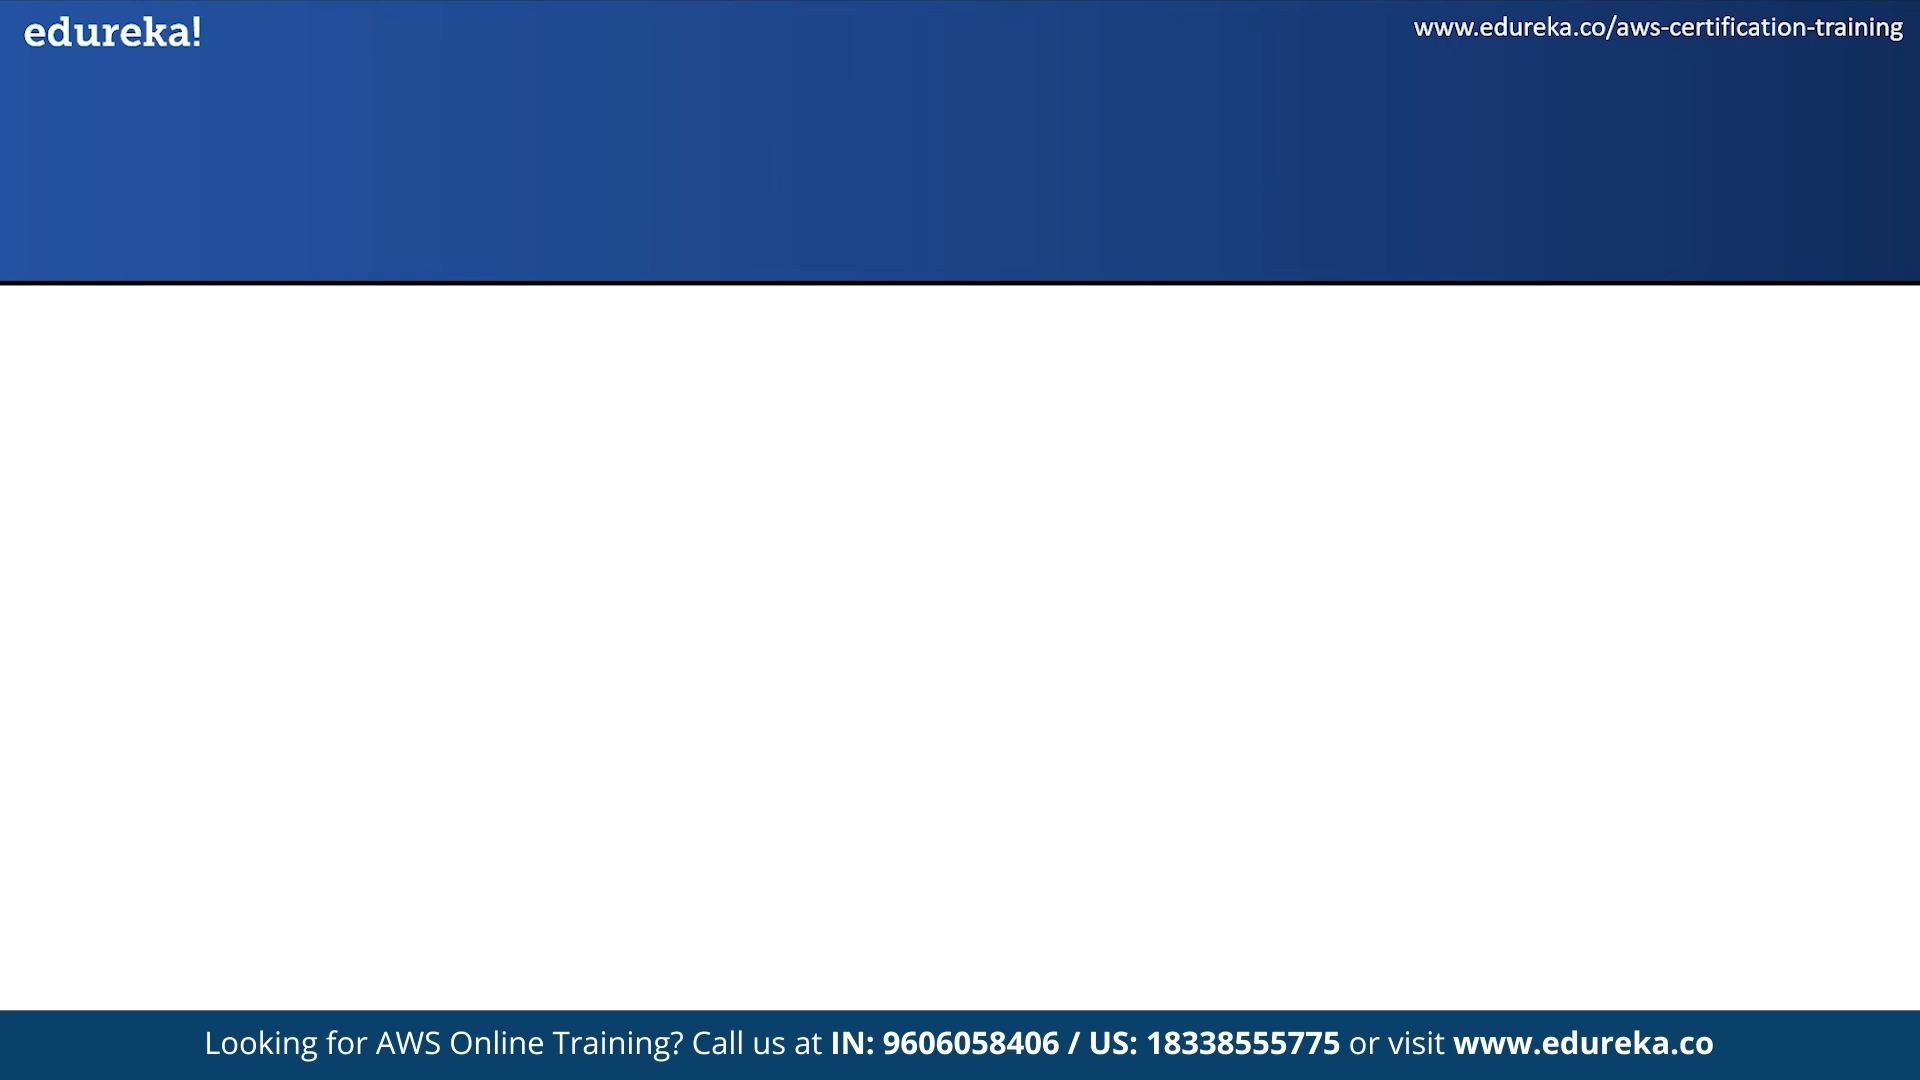 edureka!
www.edureka.co/aws-certification-training
Looking for AWS Online Training? Call us at IN: 9606058406 / US: 18338555775 or visit www.edureka.co